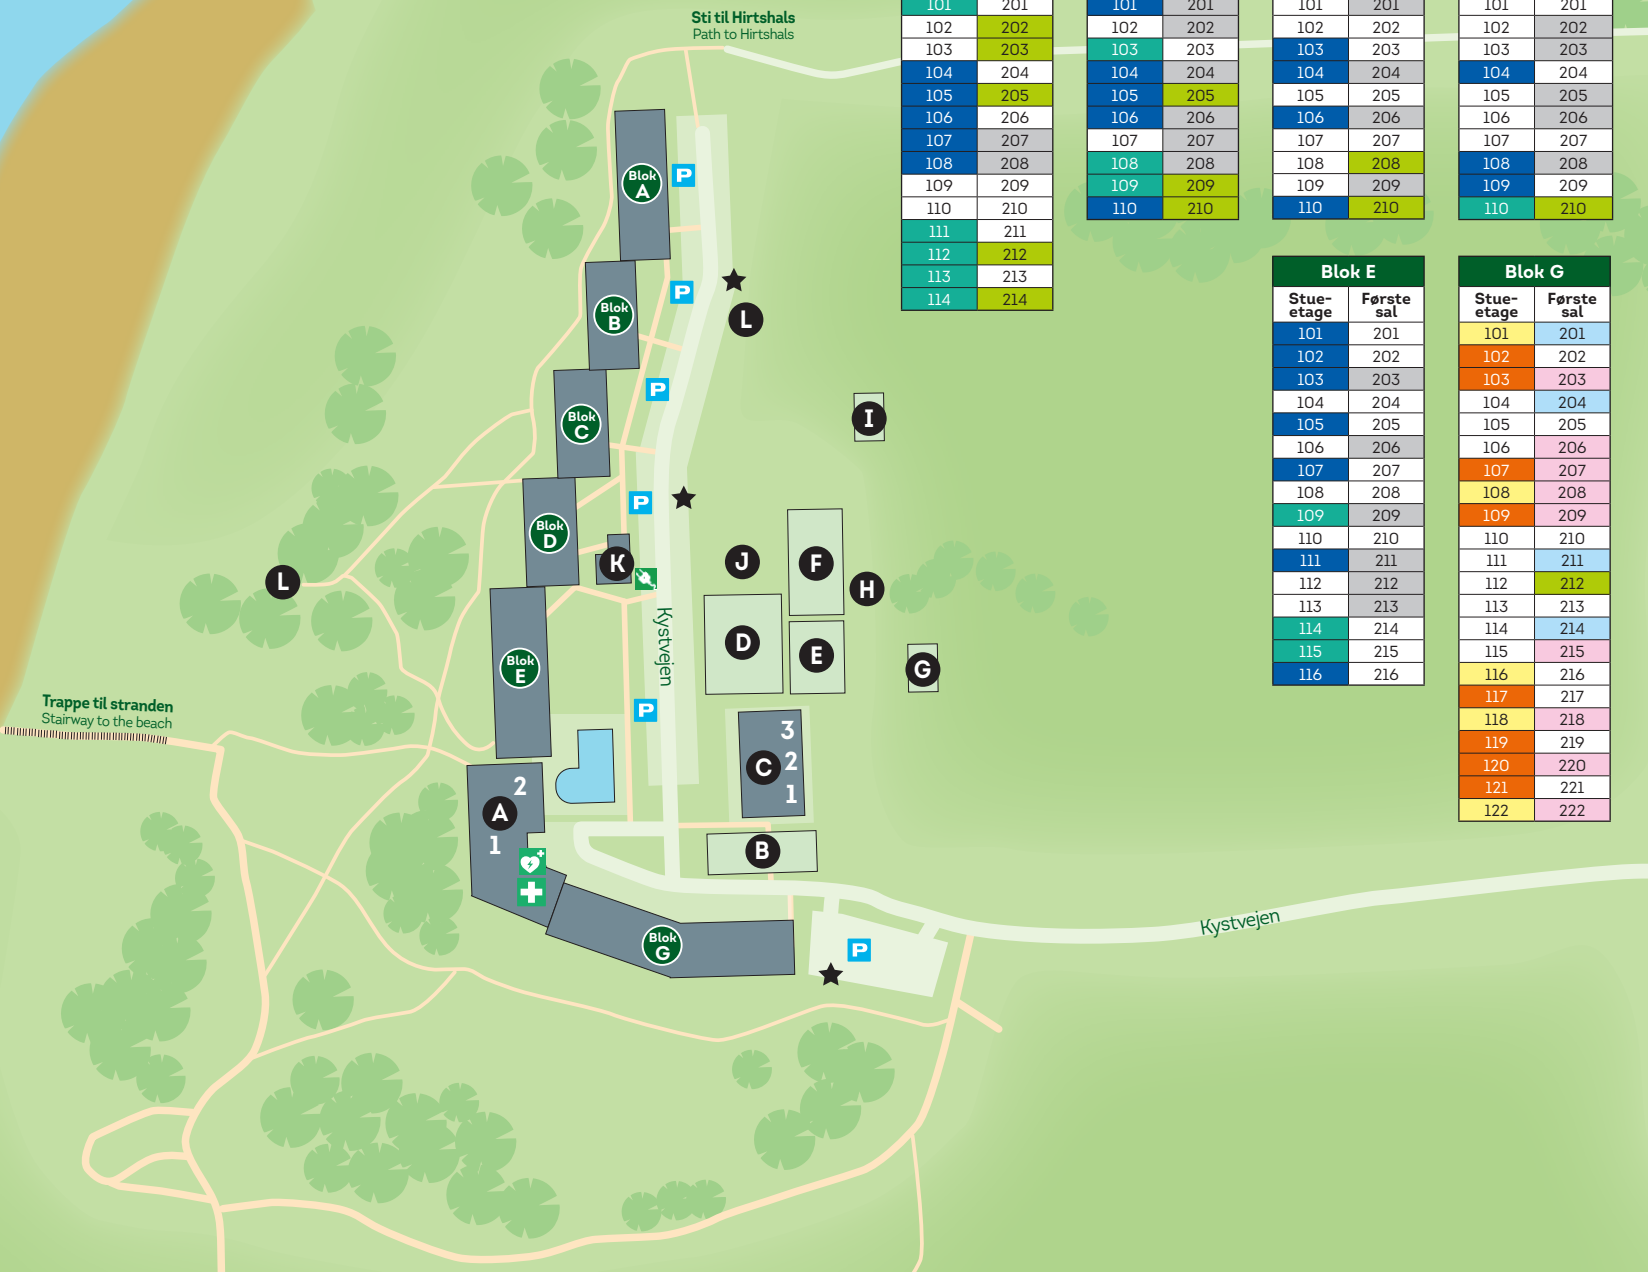 Sti til Hirtshals
Path to Hirtshals
101 201
102 202
103 203
104 204
105 205
106 206
107 207
108 208
109 209
110 210
111 211
112 212
113 213
114 214
101 201
102 202
103 203
104 204
105 205
106 206
107 207
108 208
109 209
110 210
101 201
102 202
103 203
104 204
105 205
106 206
107 207
108 208
109 209
110 210
101 201
102 202
103 203
104 204
105 205
106 206
107 207
108 208
109 209
110 210
Blok E
Stue-
etage
Første
sal
101 201
102 202
103 203
104 204
105 205
106 206
107 207
108 208
109 209
110 210
111 211
112 212
113 213
114 214
115 215
116 216
Blok G
Stue-
etage
Første
sal
101 201
102 202
103 203
104 204
105 205
106 206
107 207
108 208
109 209
110 210
111 211
112 212
113 213
114 214
115 215
116 216
117 217
118 218
119 219
120 220
121 221
122 222
Blok
A
P
Blok
B
P
L
P
Blok
C
I
P
Blok
D
K
J
F
H
L
Kystvejen
D
E
G
Blok
E
P
Trappe til stranden
Stairway to the beach
3
C 2
1
2
A
1
B
Blok
G
P
Kystvejen